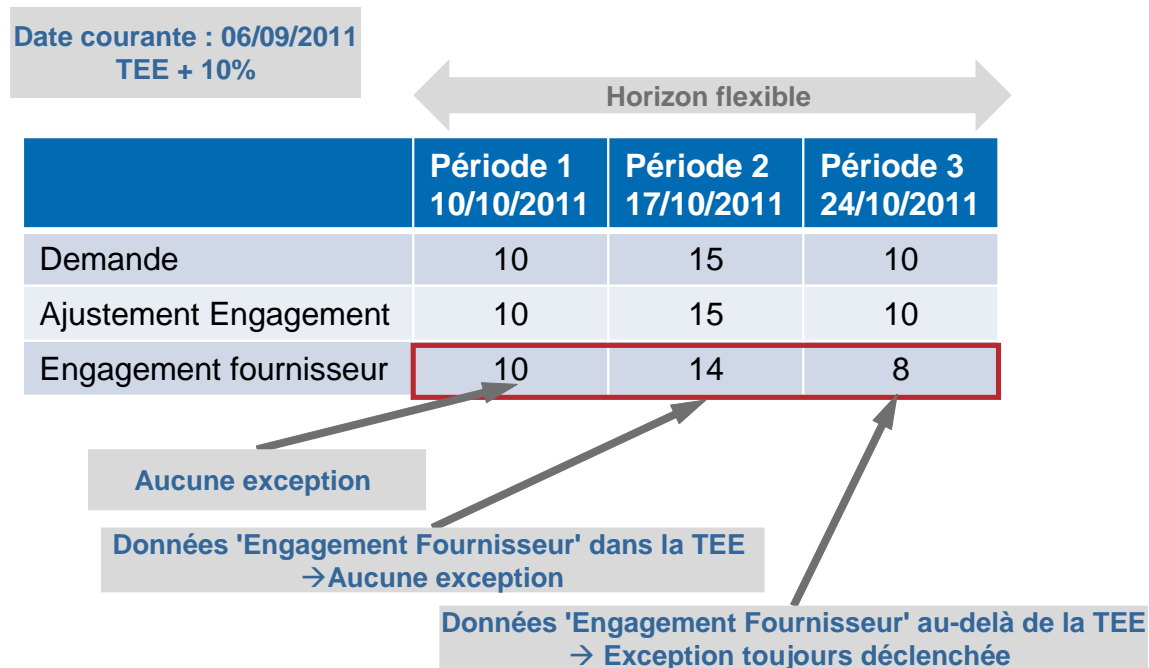 Date courante : 06/09/2011
TEE + 10%
Horizon flexible
Période 1 Période 2 Période 3
10/10/2011 17/10/2011 24/10/2011
Demande 10 15 10
Ajustement Engagement 10 15 10
Engagement fournisseur 10 14 8
Aucune exception
Données 'Engagement Fournisseur' dans la TEE
→Aucune exception
Données 'Engagement Fournisseur' au-delà de la TEE
→ Exception toujours déclenchée